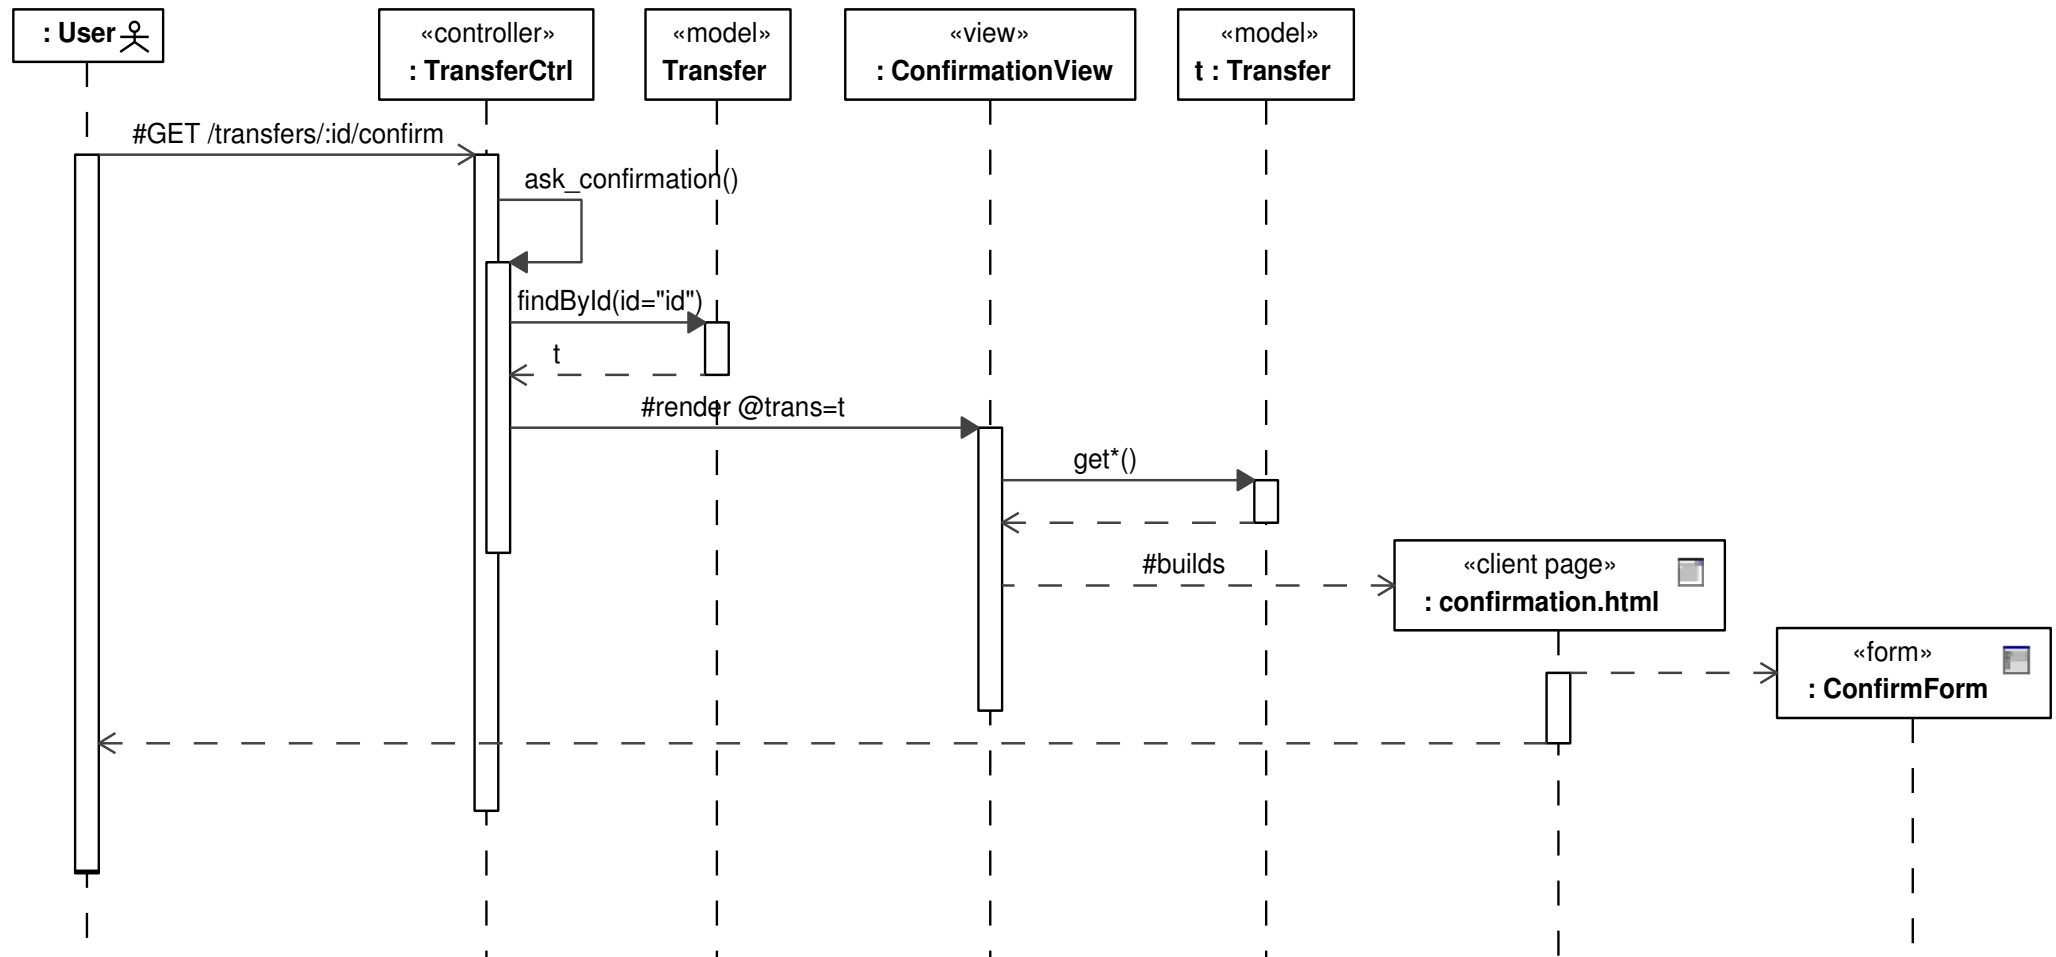 : User
«controller»
: TransferCtrl
«model»
Transfer
«view»
: ConfirmationView
«model»
t : Transfer
#GET /transfers/:id/confirm
ask_confirmation()
findById(id="id")
t
#render @trans=t
get*()
#builds
«client page»
: confirmation.html
«form»
: ConfirmForm